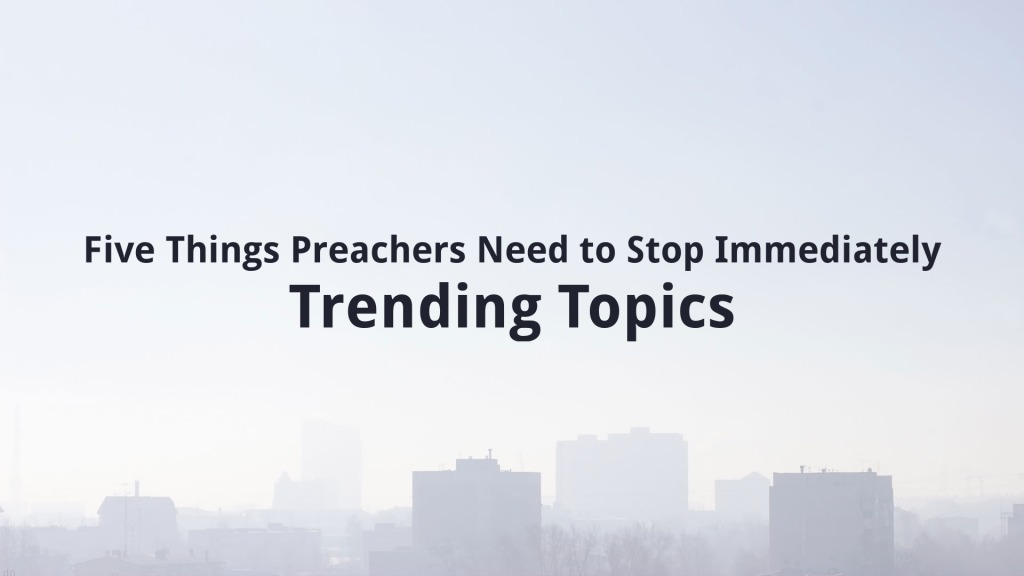 Five Things Preachers Need to Stop Immediately
Trending Topics